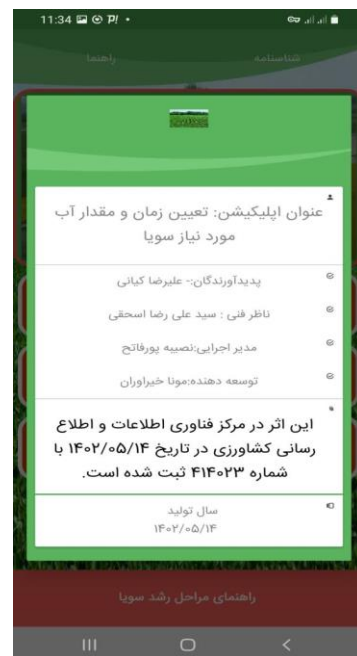 11:34
راهنما
شناسنامه
عنوان اپلیکیشن: تعیین زمان و مقدار آب
مورد نیاز سویا
پدیدآورندگان:- علیرضا کیانی
ناظر فنی : سید علی رضا اسحقی
مدیر اجرایی:نصیبه پورفاتح
توسعه دهنده:مونا خیراوران
این اثر در مرکز فناوری اطلاعات و اطلاع
رسانی کشاورزی در تاریخ ۱۴۰۲/۰۵/۱۴ با
شماره ۴۱۴۰۲۳ ثبت شده است.
سال تولید
۱۴۰۲/۰۵/۱۴
راهنمای مراحل رشد سویا